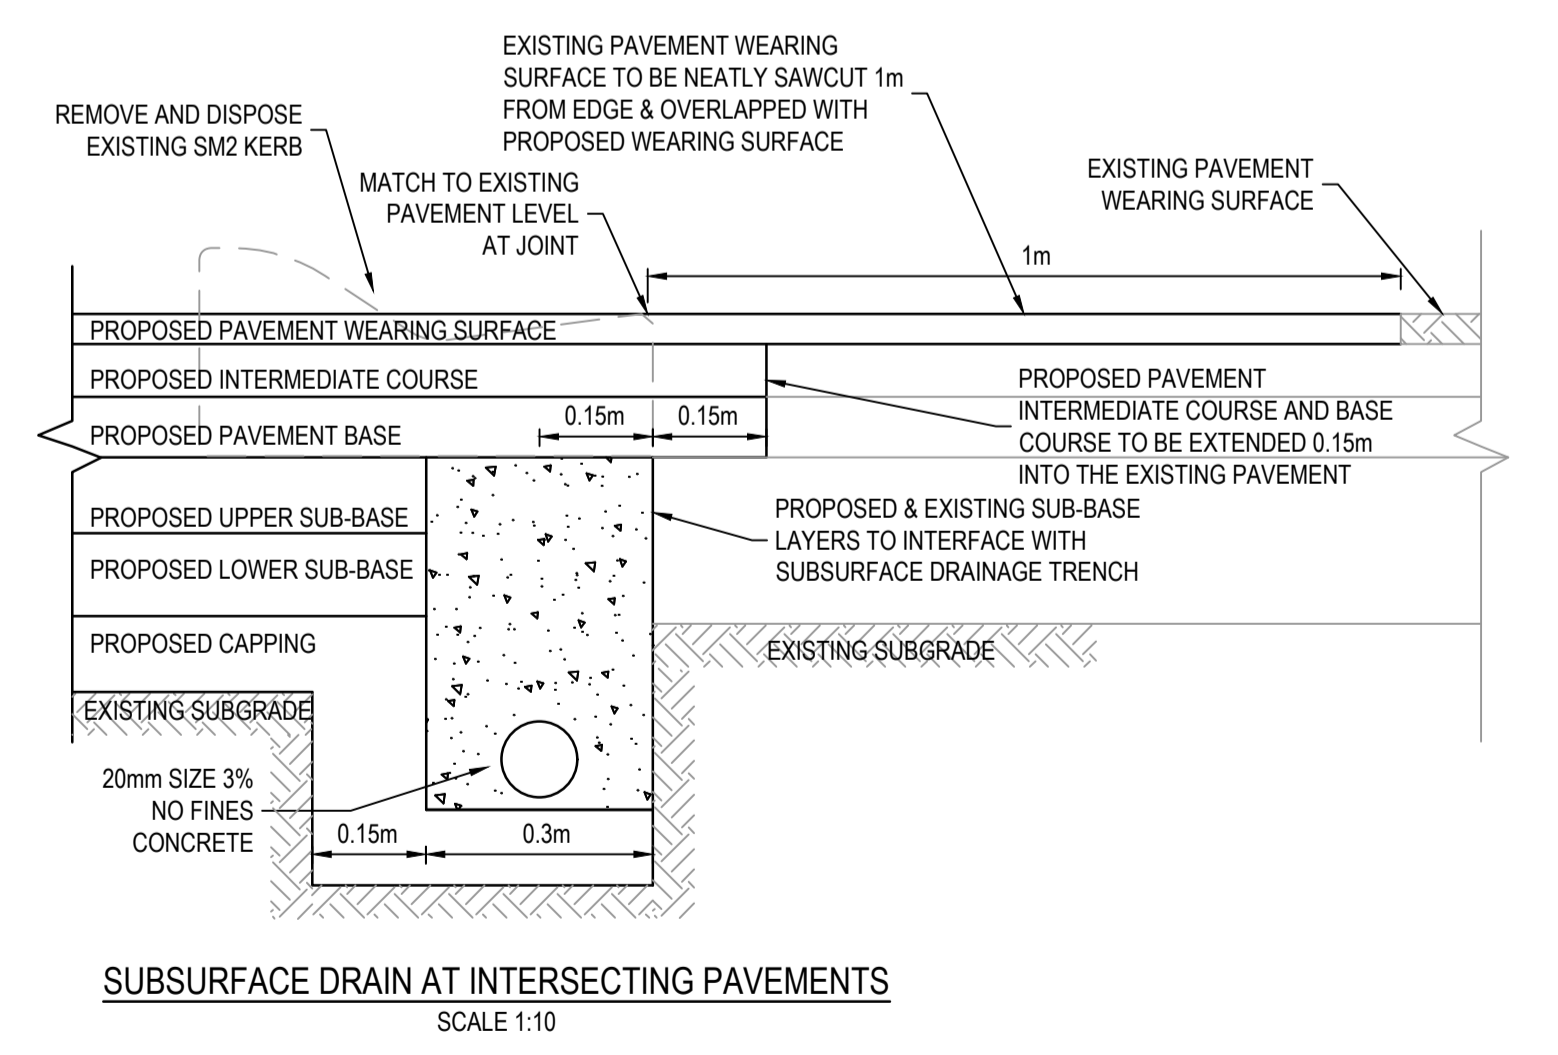 EXISTING PAVEMENT WEARING
SURFACE TO BE NEATLY SAWCUT 1m
FROM EDGE & OVERLAPPED WITH
PROPOSED WEARING SURFACE
REMOVE AND DISPOSE
EXISTING SM2 KERB
MATCH TO EXISTING
PAVEMENT LEVEL
AT JOINT
EXISTING PAVEMENT
WEARING SURFACE
1m
PROPOSED PAVEMENT WEARING SURFACE
PROPOSED INTERMEDIATE COURSE
PROPOSED PAVEMENT
INTERMEDIATE COURSE AND BASE
COURSE TO BE EXTENDED 0.15m
INTO THE EXISTING PAVEMENT
0.15m
0.15m
PROPOSED PAVEMENT BASE
PROPOSED UPPER SUB-BASE
PROPOSED & EXISTING SUB-BASE
LAYERS TO INTERFACE WITH
SUBSURFACE DRAINAGE TRENCH
PROPOSED LOWER SUB-BASE
PROPOSED CAPPING
EXISTING SUBGRADE
EXISTING SUBGRADE
20mm SIZE 3%
NO FINES
CONCRETE
0.15m
0.3m
SUBSURFACE DRAIN AT INTERSECTING PAVEMENTS
SCALE 1:10